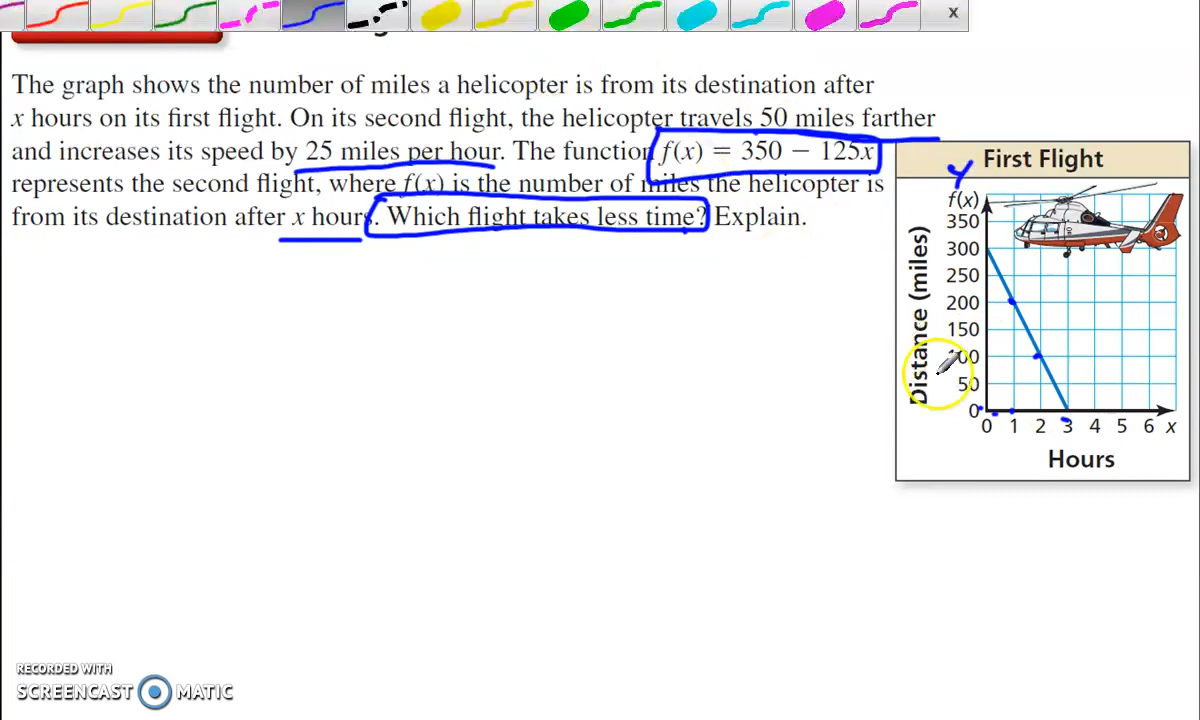 x
The graph shows the number of miles a helicopter is from its destination after
x hours on its first flight. On its second flight, the helicopter travels 50 miles farther
and increases its speed by 25 miles per hour. The function f(x) = 350 − 125x
represents the second flight, where f(x) is the number of miles the helicopter is
from its destination after x hours. Which flight takes less time? Explain.
First Flight
y
f(x)
350
300
250
200
150
100
50
0
0 1 2 3 4 5 6 x
Distance (miles)
Hours
RECORDED WITH
SCREENCAST MATIC